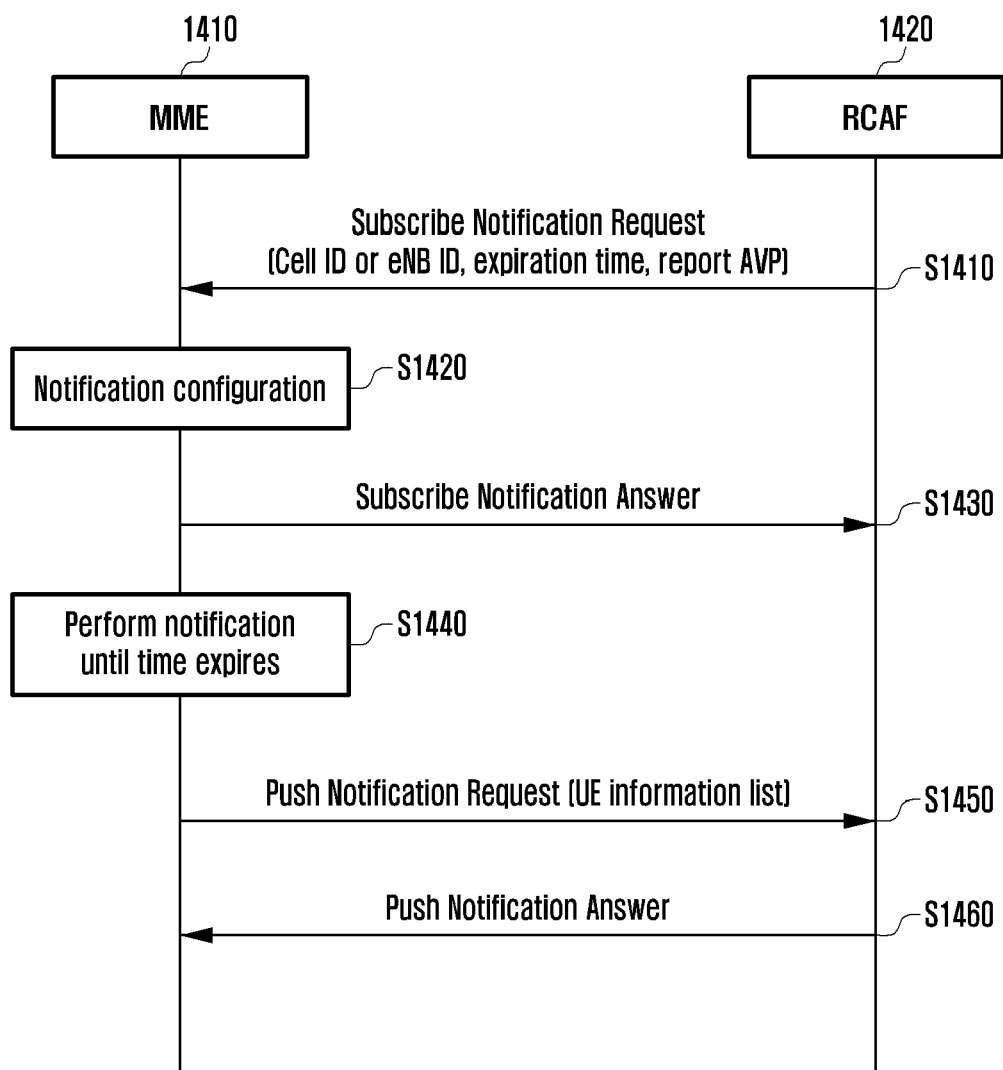 1410
1420
MME
RCAF
Subscribe Notification Request
(Cell ID or eNB ID, expiration time, report AVP)
S1410
Notification configuration
S1420
Subscribe Notification Answer
S1430
Perform notification
until time expires
S1440
Push Notification Request (UE information list)
S1450
Push Notification Answer
S1460